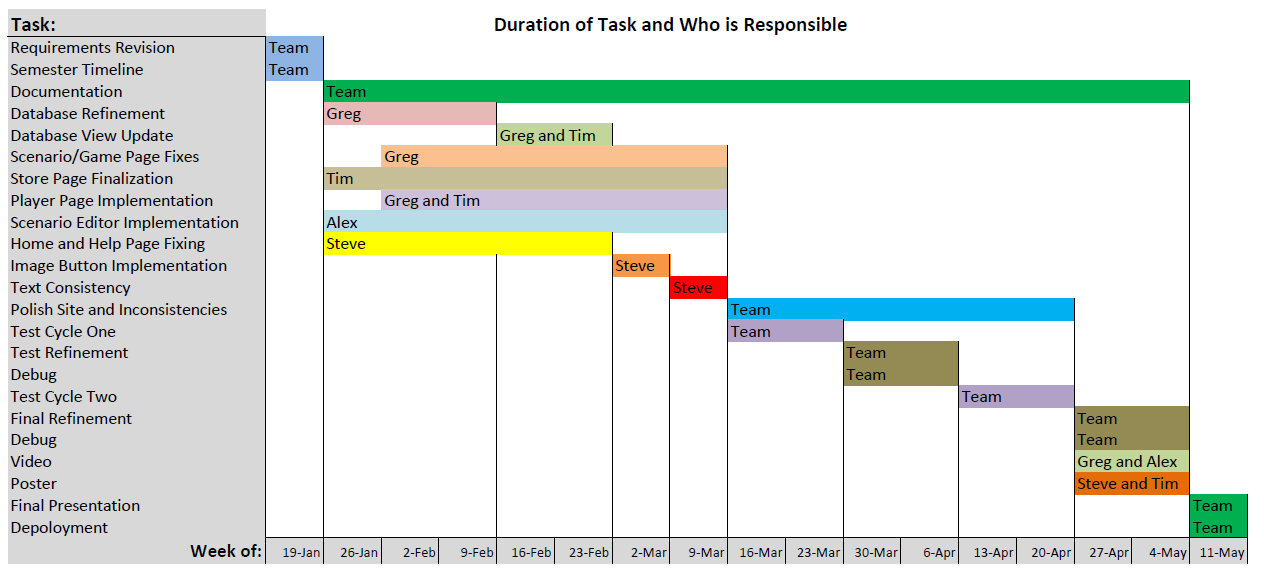 Task: Duration of Task and Who is Responsible
Requirements Revision Team
Semester Timeline Team
Documentation Team
Database Refinement Greg
Database View Update Greg and Tim
Scenario/Game Page Fixes Greg
Store Page Finalization Tim
Player Page Implementation Greg and Tim
Scenario Editor Implementation Alex
Home and Help Page Fixing Steve
Image Button Implementation Steve
Text Consistency Steve
Polish Site and Inconsistencies Team
Test Cycle One Team
Test Refinement Team
Debug Team
Test Cycle Two Team
Final Refinement Team
Debug Team
Video Greg and Alex
Poster Steve and Tim
Final Presentation Team
Depoloyment Team
Week of: 19-Jan 26-Jan 2-Feb 9-Feb 16-Feb 23-Feb 2-Mar 9-Mar 16-Mar 23-Mar 30-Mar 6-Apr 13-Apr 20-Apr 27-Apr 4-May 11-May